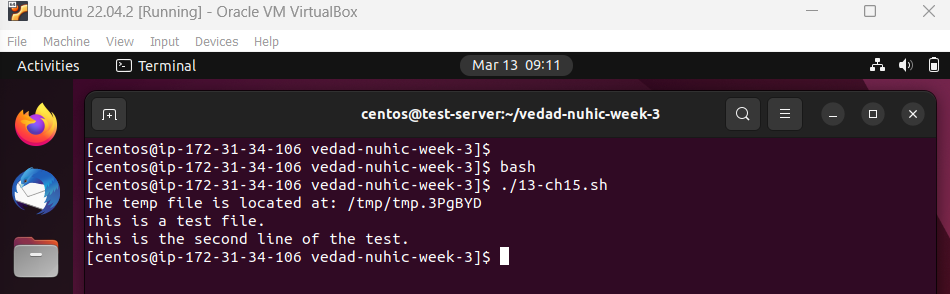 Ubuntu 22.04.2 [Running] - Oracle VM VirtualBox
File Machine View Input Devices Help
Activities Terminal Mar 13 09:11
centos@test-server:~/vedad-nuhic-week-3
[centos@ip-172-31-34-106 vedad-nuhic-week-3]$
[centos@ip-172-31-34-106 vedad-nuhic-week-3]$ bash
[centos@ip-172-31-34-106 vedad-nuhic-week-3]$ ./13-ch15.sh
The temp file is located at: /tmp/tmp.3PgBYD
This is a test file.
this is the second line of the test.
[centos@ip-172-31-34-106 vedad-nuhic-week-3]$